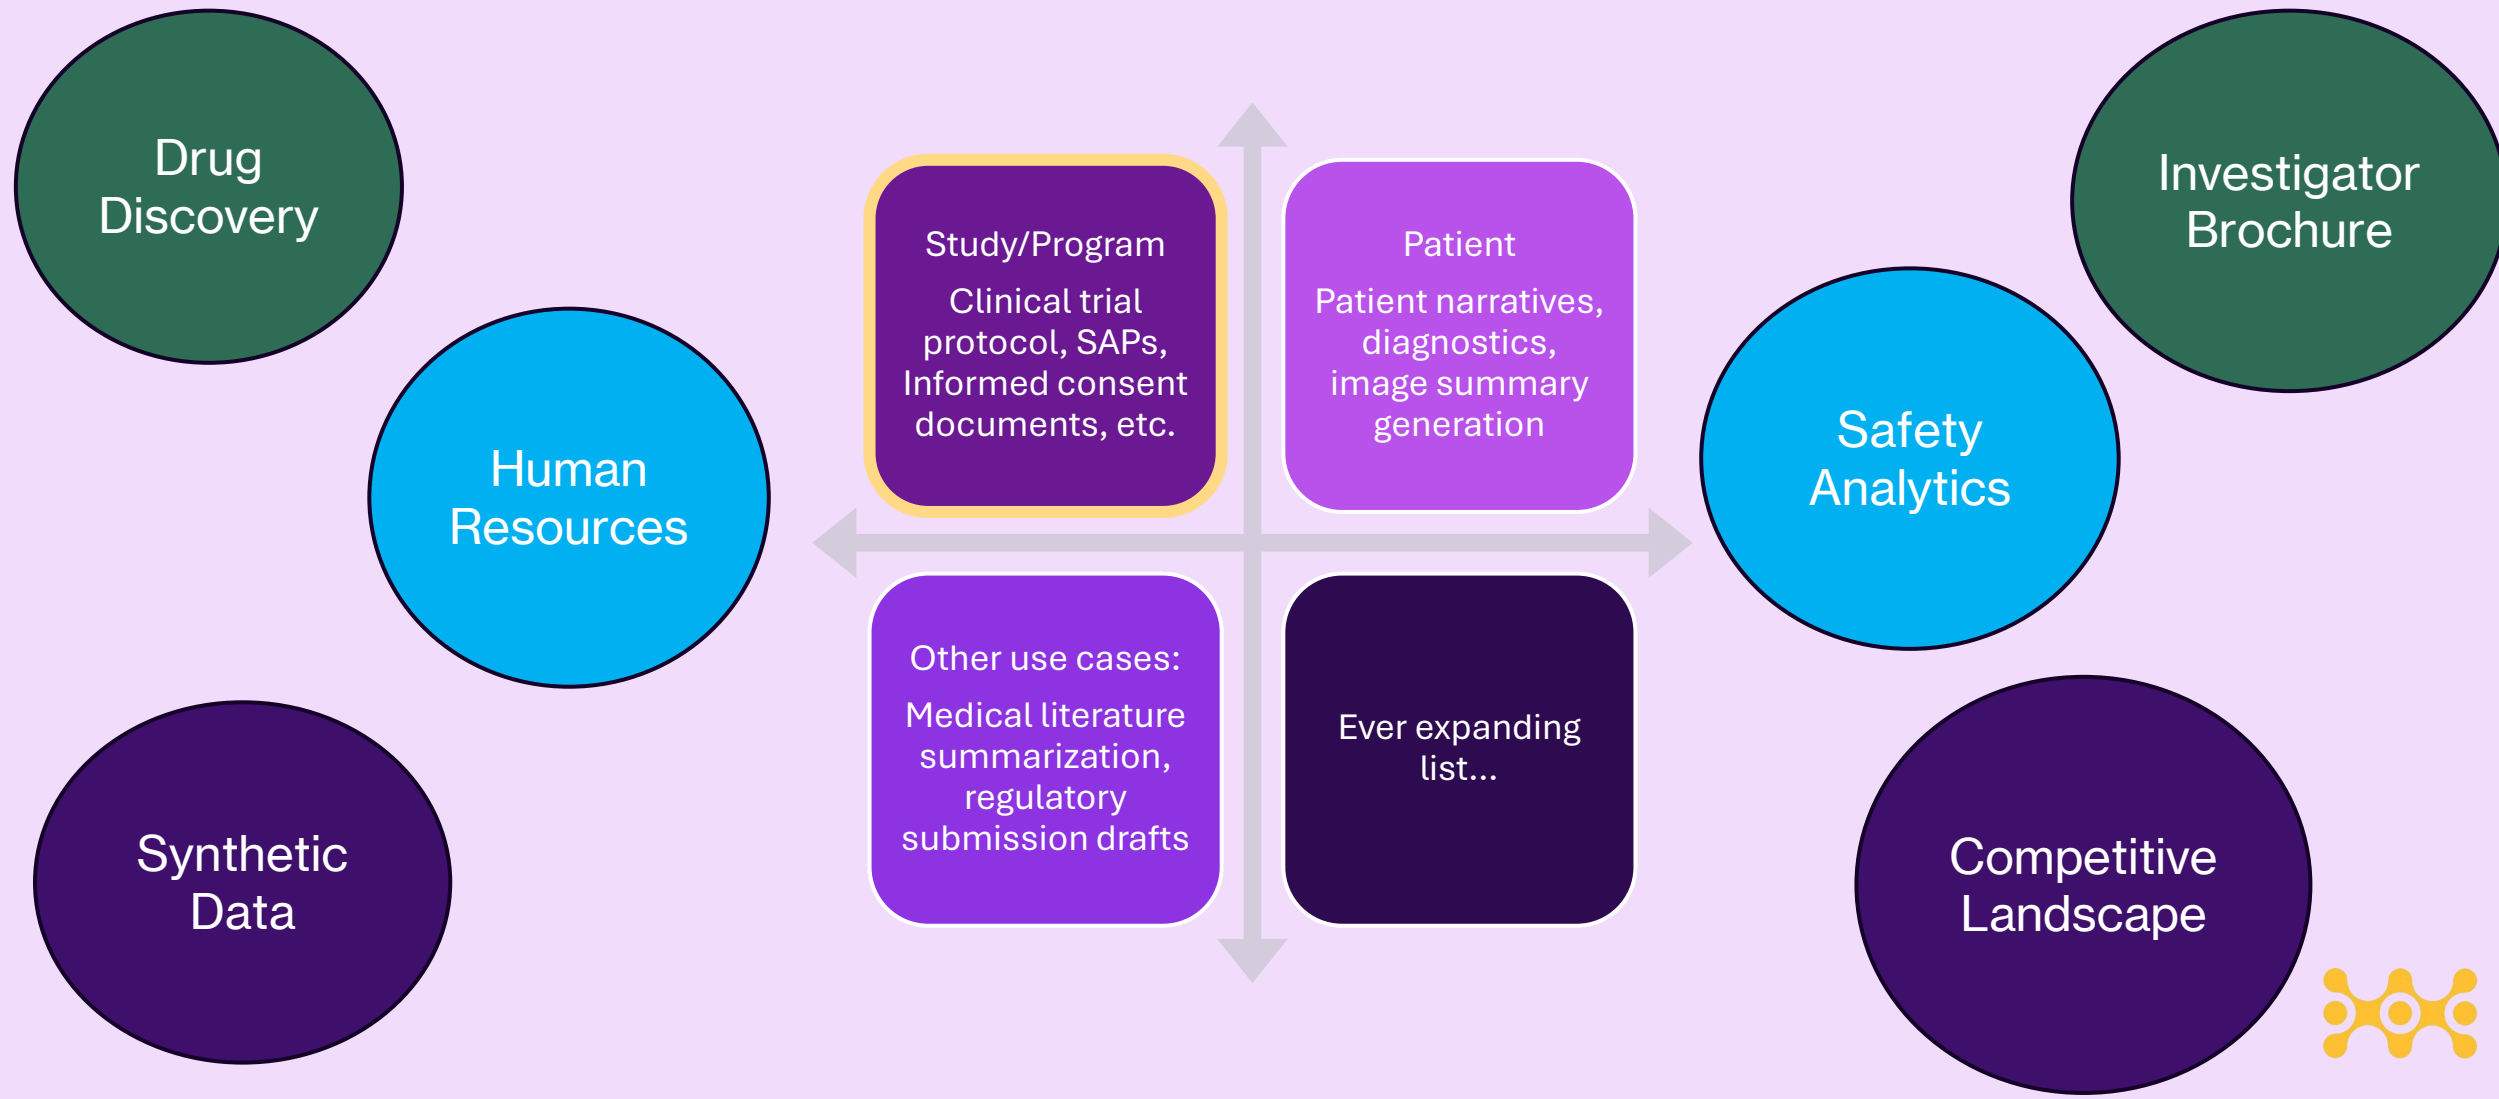 Drug
Discovery
Human
Resources
Synthetic
Data
Study/Program
Clinical trial
protocol, SAPs,
Informed consent
documents, etc.
Patient
Patient narratives,
diagnostics,
image summary
generation
Other use cases:
Medical literature
summarization,
regulatory
submission drafts
Ever expanding
list...
Investigator
Brochure
Safety
Analytics
Competitive
Landscape